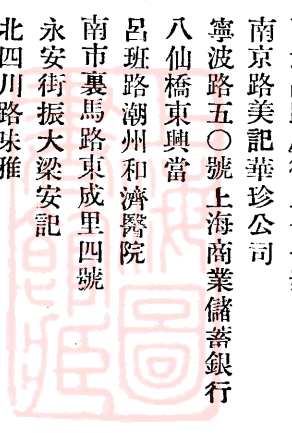 南京路美記華珍公司
寧波路五〇號上海商業儲蓄銀行
八仙橋東興當
呂班路潮州和濟醫院
南市裏馬路東成里四號
永安街振大梁安記
北四川路味雅